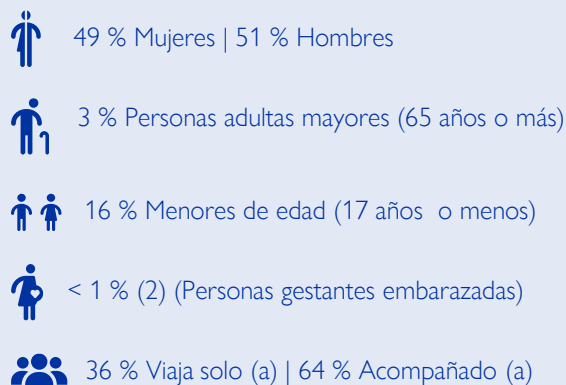 49 % Mujeres | 51 % Hombres
3 % Personas adultas mayores (65 años o más)
16 % Menores de edad (17 años o menos)
< 1 % (2) (Personas gestantes embarazadas)
36 % Viaja solo (a) | 64 % Acompañado (a)